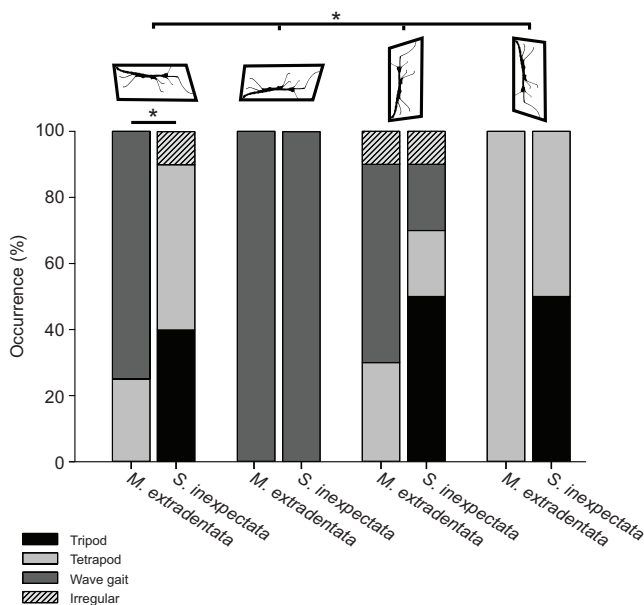 *
*
100
80
60
40
20
0
Occurrence (%)
M. extradentata
S. inexpectata
M. extradentata
S. inexpectata
M. extradentata
S. inexpectata
M. extradentata
S. inexpectata
Tripod
Tetrapod
Wave gait
Irregular